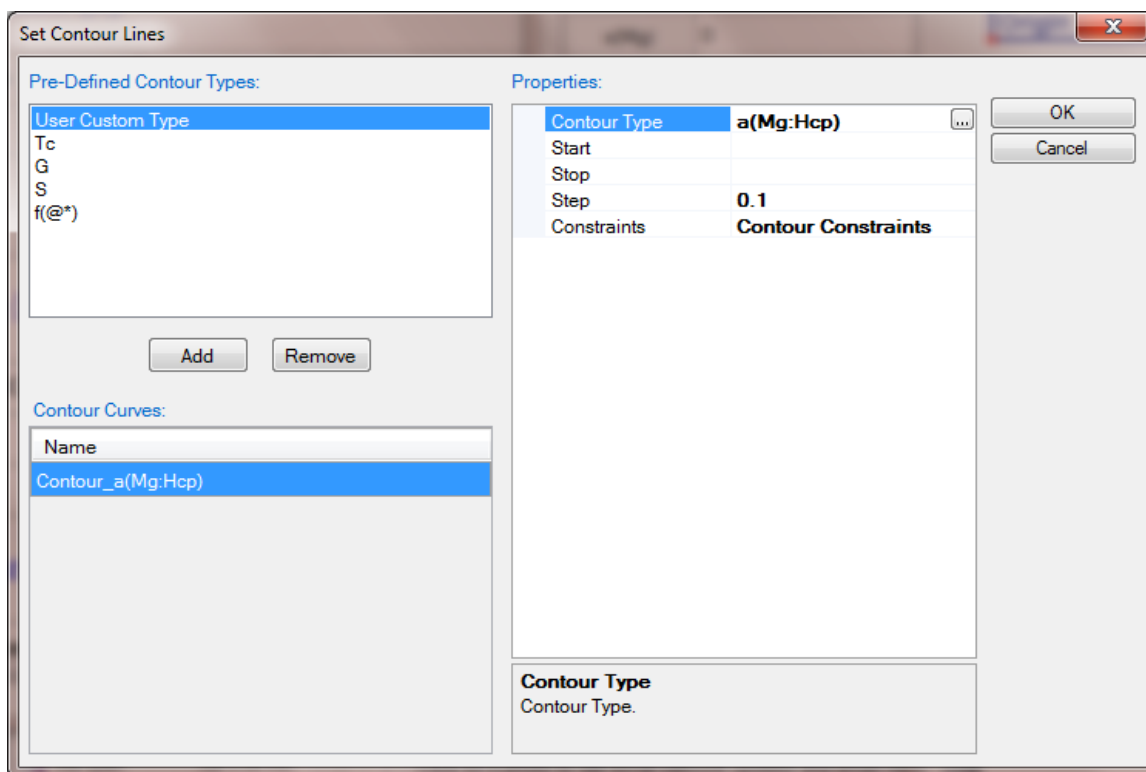 Set Contour Lines
Pre-Defined Contour Types:
User Custom Type
Tc
G
S
f(@*)
Add
Remove
Contour Curves:
Name
Contour_a(Mg:Hcp)
Properties:
Contour Type a(Mg:Hcp) ...
Start
Stop
Step 0.1
Constraints Contour Constraints
Contour Type
Contour Type.
OK
Cancel